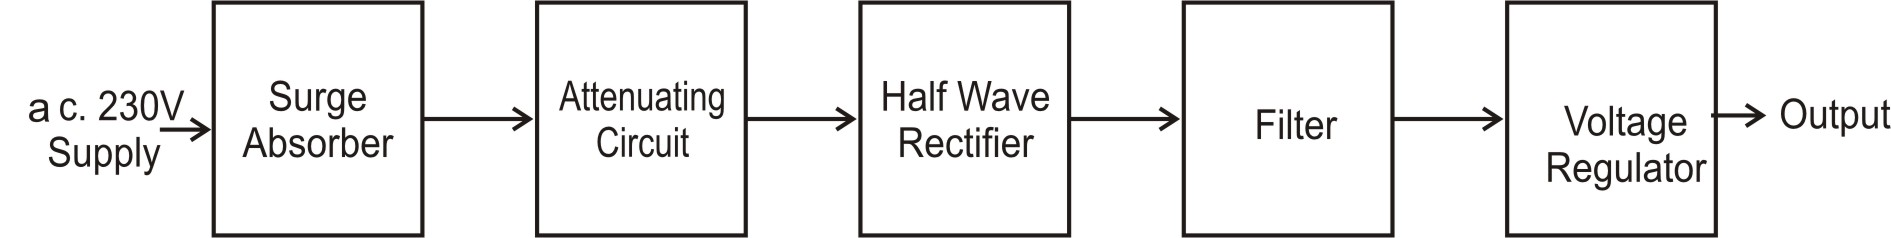 a c. 230V
Supply
Surge
Absorber
Attenuating
Circuit
Half Wave
Rectifier
Filter
Voltage
Regulator
Output